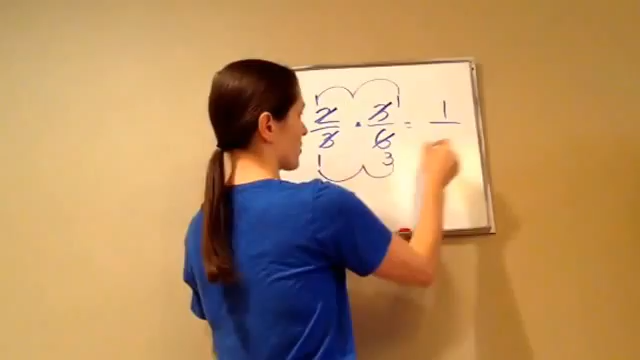 1 1
2/3 · 3/6 = 1
1 3